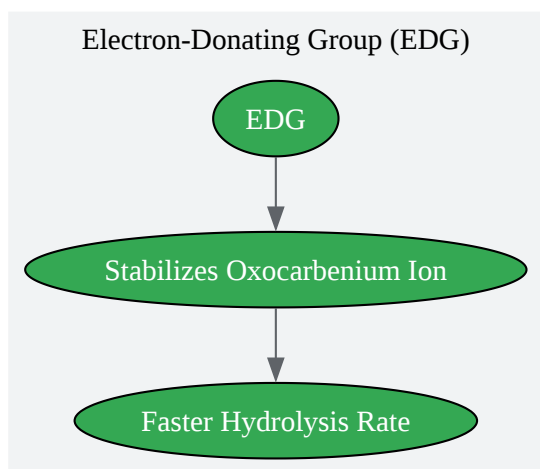 Electron-Donating Group (EDG)
EDG
Stabilizes Oxocarbenium Ion
Faster Hydrolysis Rate